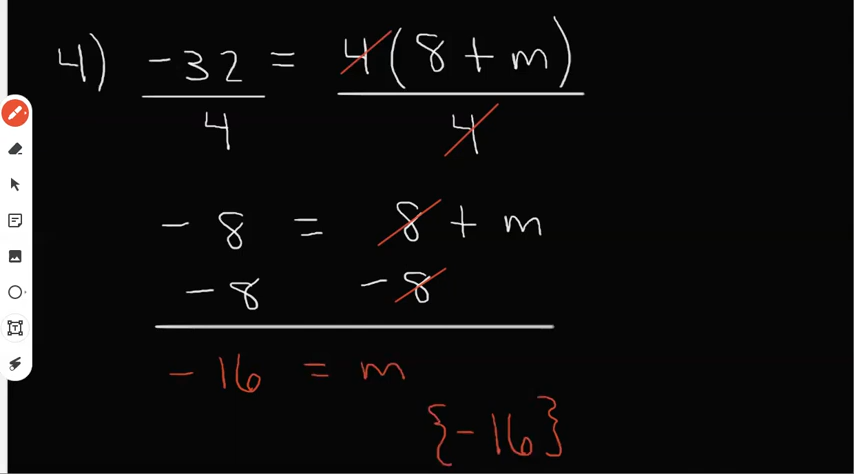 4) -32 = 4(8 + m)
4 4
-8 = 8 + m
-8 -8
-16 = m
{-16}